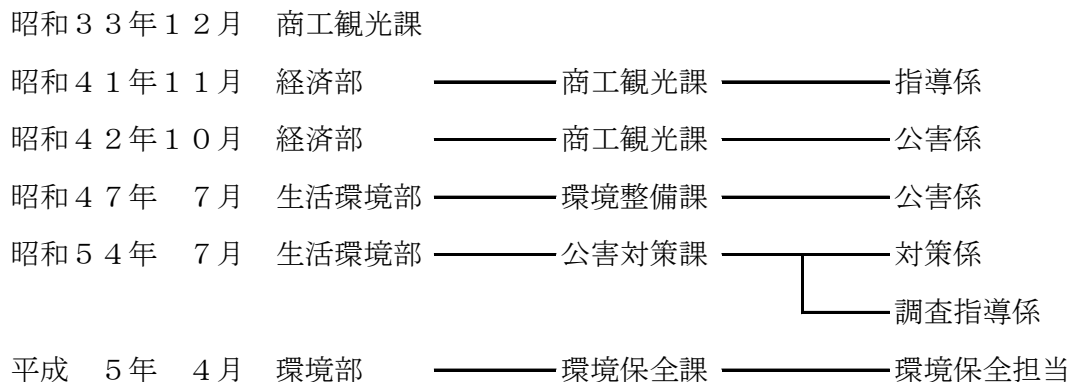 昭和３３年１２月　商工観光課
昭和４１年１１月　経済部　商工観光課　指導係
昭和４２年１０月　経済部　商工観光課　公害係
昭和４７年　７月　生活環境部　環境整備課　公害係
昭和５４年　７月　生活環境部　公害対策課　対策係
調査指導係
平成　５年　４月　環境部　環境保全課　環境保全担当